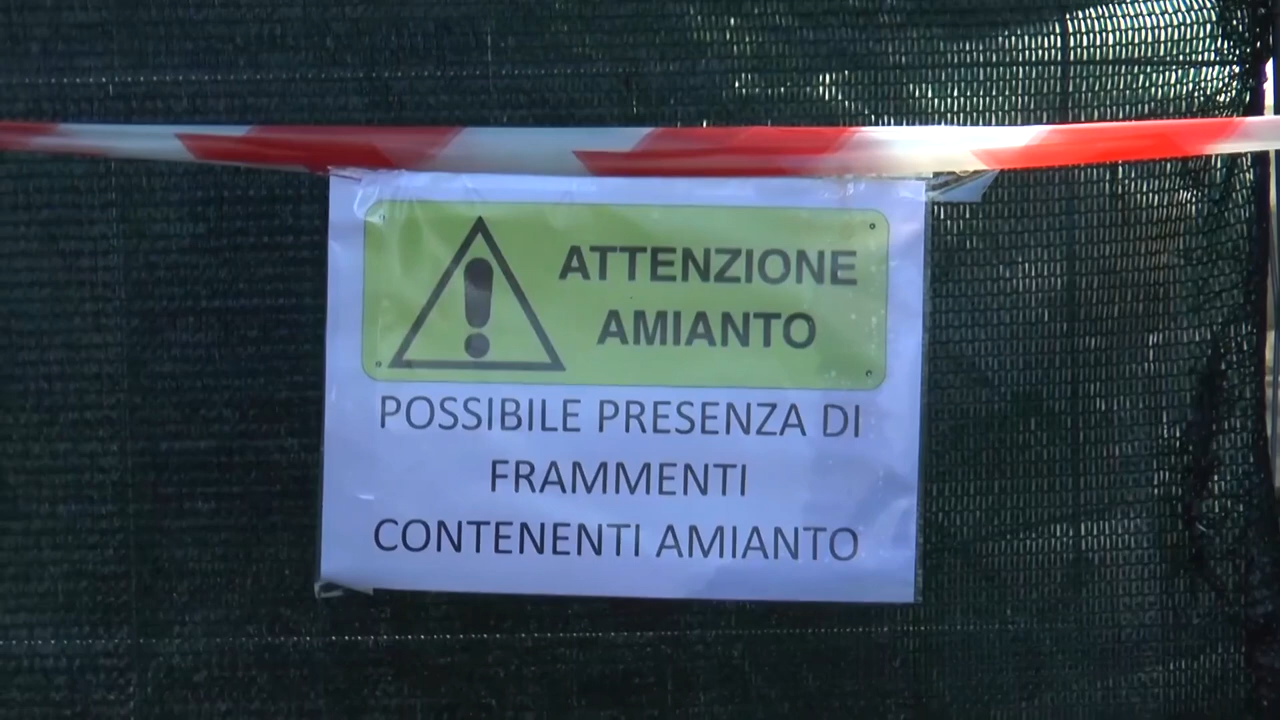 ATTENZIONE
AMIANTO
POSSIBILE PRESENZA DI
FRAMMENTI
CONTENENTI AMIANTO